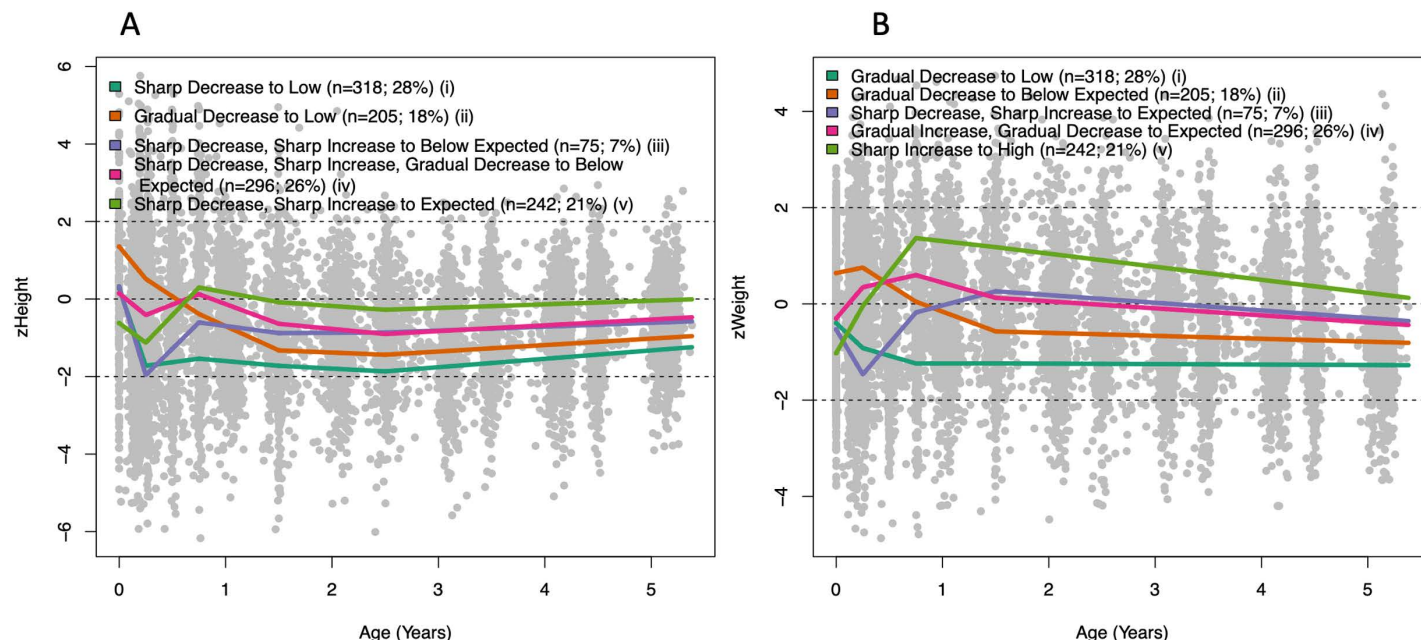 A
6
4
2
0
−2
−4
−6
zHeight
Sharp Decrease to Low (n=318; 28%) (i)
Gradual Decrease to Low (n=205; 18%) (ii)
Sharp Decrease, Sharp Increase to Below Expected (n=75; 7%) (iii)
Sharp Decrease, Sharp Increase, Gradual Decrease to Below
Expected (n=296; 26%) (iv)
Sharp Decrease, Sharp Increase to Expected (n=242; 21%) (v)
0 1 2 3 4 5
Age (Years)
B
4
2
0
−2
−4
zWeight
Gradual Decrease to Low (n=318; 28%) (i)
Gradual Decrease to Below Expected (n=205; 18%) (ii)
Sharp Decrease, Sharp Increase to Expected (n=75; 7%) (iii)
Gradual Increase, Gradual Decrease to Expected (n=296; 26%) (iv)
Sharp Increase to High (n=242; 21%) (v)
0 1 2 3 4 5
Age (Years)